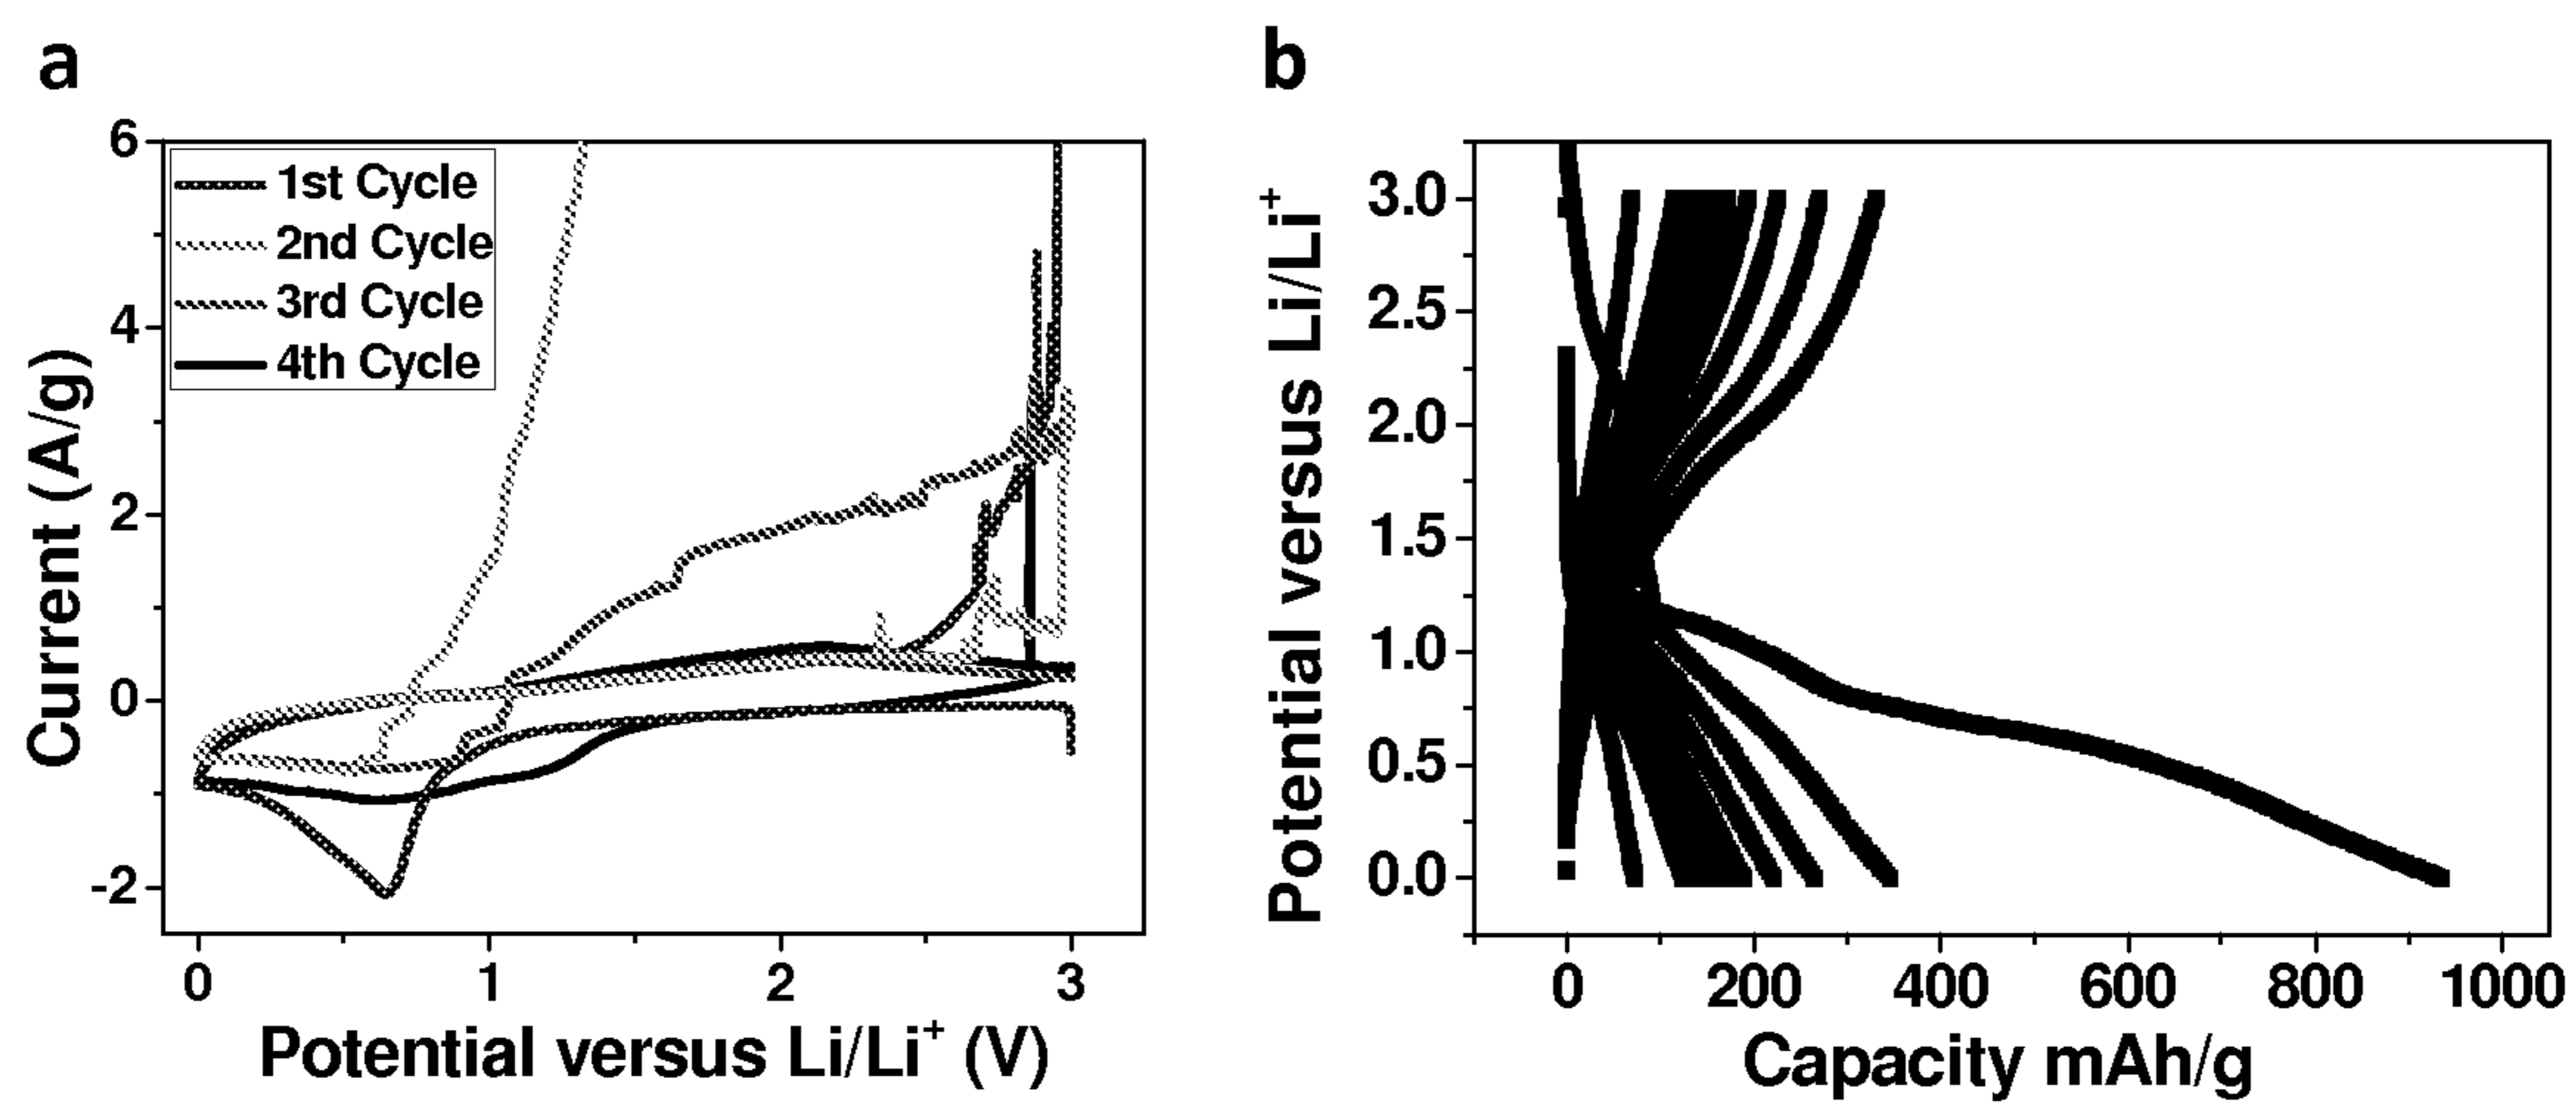 a
6
4
2
0
-2
Current (A/g)
1st Cycle
2nd Cycle
3rd Cycle
4th Cycle
0 1 2 3
Potential versus Li/Li⁺ (V)
b
3.0
2.5
2.0
1.5
1.0
0.5
0.0
Potential versus Li/Li⁺
0 200 400 600 800 1000
Capacity mAh/g